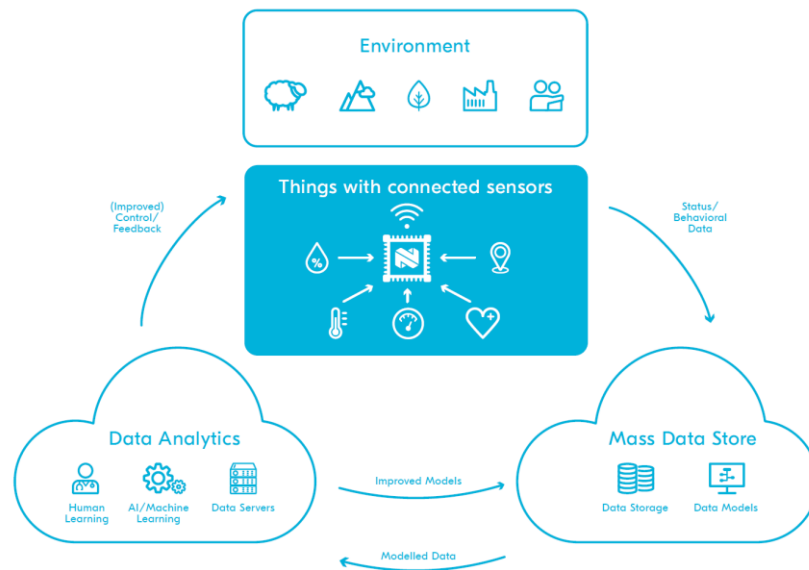 Environment
Things with connected sensors
(Improved)
Control/
Feedback
Status/
Behavioral
Data
%
N
Data Analytics
Human
Learning
AI/Machine
Learning
Data Servers
Improved Models
Mass Data Store
Data Storage
Data Models
Modelled Data